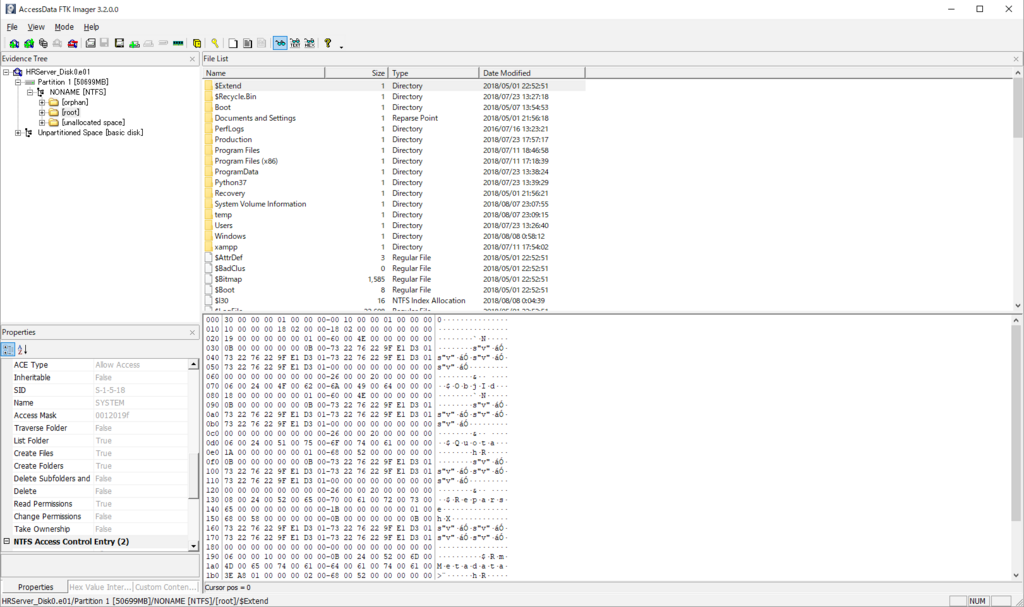 AccessData FTK Imager 3.2.0.0
File View Mode Help
Evidence Tree
HRServer_Disk0.e01
Partition 1 [50699MB]
NONAME [NTFS]
[orphan]
[root]
[unallocated space]
Unpartitioned Space [basic disk]
File List
Name Size Type Date Modified
$Extend 1 Directory 2018/05/01 22:52:51
$Recycle.Bin 1 Directory 2018/07/23 13:27:18
Boot 1 Directory 2018/05/07 13:54:53
Documents and Settings 1 Reparse Point 2018/05/01 21:56:18
PerfLogs 1 Directory 2016/07/16 13:23:21
Production 1 Directory 2018/07/23 17:57:17
Program Files 1 Directory 2018/07/11 18:46:58
Program Files (x86) 1 Directory 2018/07/11 17:18:39
ProgramData 1 Directory 2018/07/23 13:38:24
Python37 1 Directory 2018/07/23 13:39:29
Recovery 1 Directory 2018/05/01 21:56:21
System Volume Information 1 Directory 2018/08/07 23:07:55
temp 1 Directory 2018/08/07 23:09:15
Users 1 Directory 2018/07/23 13:26:40
Windows 1 Directory 2018/08/08 0:58:12
xampp 1 Directory 2018/07/11 17:54:02
$AttrDef 3 Regular File 2018/05/01 22:52:51
$BadClus 0 Regular File 2018/05/01 22:52:51
$Bitmap 1,585 Regular File 2018/05/01 22:52:51
$Boot 8 Regular File 2018/05/01 22:52:51
$I30 16 NTFS Index Allocation 2018/08/08 0:04:39
Properties
ACE Type Allow Access
Inheritable False
SID S-1-5-18
Name SYSTEM
Access Mask 0012019f
Traverse Folder False
List Folder True
Create Files True
Create Folders True
Delete Subfolders and False
Delete False
Read Permissions True
Change Permissions False
Take Ownership False
NTFS Access Control Entry (2)
Properties Hex Value Inter... Custom Conten...
000 30 00 00 00 01 00 00 00-00 10 00 00 01 00 00 00 0···············
010 10 00 00 00 18 02 00 00-18 02 00 00 00 00 00 00 ················
020 19 00 00 00 00 00 01 00-60 00 4E 00 00 00 00 00 ········`·N·····
030 0B 00 00 00 00 00 0B 00-73 22 76 22 9F E1 D3 01 ········s"v"·áÓ·
040 73 22 76 22 9F E1 D3 01-73 22 76 22 9F E1 D3 01 s"v"·áÓ·s"v"·áÓ·
050 73 22 76 22 9F E1 D3 01-00 00 00 00 00 00 00 00 s"v"·áÓ·········
060 00 00 00 00 00 00 00 00-26 00 00 20 00 00 00 00 ········&·· ····
070 06 00 24 00 4F 00 62 00-6A 00 49 00 64 00 00 00 ··$·O·b·j·I·d···
080 18 00 00 00 00 00 01 00-60 00 4E 00 00 00 00 00 ········`·N·····
090 0B 00 00 00 00 00 0B 00-73 22 76 22 9F E1 D3 01 ········s"v"·áÓ·
0a0 73 22 76 22 9F E1 D3 01-73 22 76 22 9F E1 D3 01 s"v"·áÓ·s"v"·áÓ·
0b0 73 22 76 22 9F E1 D3 01-00 00 00 00 00 00 00 00 s"v"·áÓ·········
0c0 00 00 00 00 00 00 00 00-26 00 00 20 00 00 00 00 ········&·· ····
0d0 06 00 24 00 51 00 75 00-6F 00 74 00 61 00 00 00 ··$·Q·u·o·t·a···
0e0 1A 00 00 00 00 00 01 00-68 00 52 00 00 00 00 00 ········h·R·····
0f0 0B 00 00 00 00 00 0B 00-73 22 76 22 9F E1 D3 01 ········s"v"·áÓ·
100 73 22 76 22 9F E1 D3 01-73 22 76 22 9F E1 D3 01 s"v"·áÓ·s"v"·áÓ·
110 73 22 76 22 9F E1 D3 01-00 00 00 00 00 00 00 00 s"v"·áÓ·········
120 00 00 00 00 00 00 00 00-26 00 00 20 00 00 00 00 ········&·· ····
130 08 00 24 00 52 00 65 00-70 00 61 00 72 00 73 00 ··$·R·e·p·a·r·s·
140 65 00 00 00 00 00 00 00-1B 00 00 00 00 00 01 00 e···············
150 68 00 58 00 00 00 00 00-0B 00 00 00 00 00 0B 00 h·X·············
160 73 22 76 22 9F E1 D3 01-73 22 76 22 9F E1 D3 01 s"v"·áÓ·s"v"·áÓ·
170 73 22 76 22 9F E1 D3 01-73 22 76 22 9F E1 D3 01 s"v"·áÓ·s"v"·áÓ·
180 00 00 00 00 00 00 00 00-00 00 00 00 00 00 00 00 ················
190 06 00 00 10 00 00 00 00-0B 00 24 00 52 00 6D 00 ··········$·R·m·
1a0 4D 00 65 00 74 00 61 00-64 00 61 00 74 00 61 00 M·e·t·a·d·a·t·a·
1b0 3E A8 01 00 00 00 02 00-68 00 52 00 00 00 00 00 >¨······h·R·····
Cursor pos = 0
HRServer_Disk0.e01/Partition 1 [50699MB]/NONAME [NTFS]/[root]/$Extend NUM